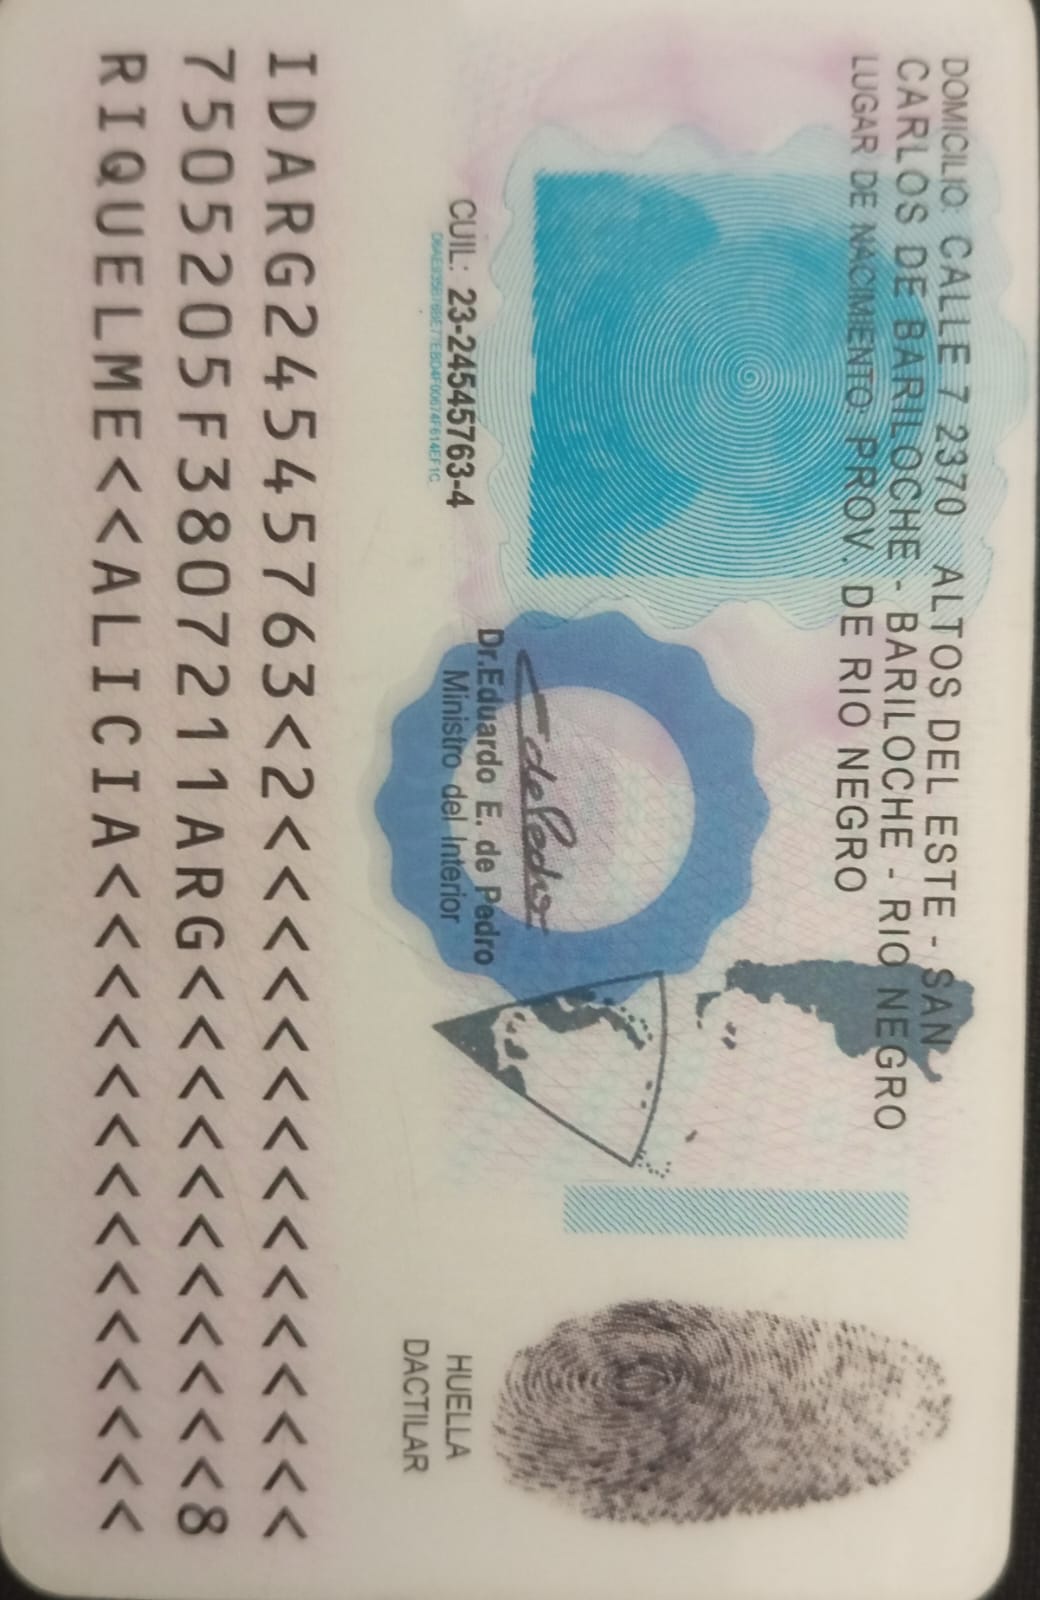 DOMICILIO: CALLE 7 2370 ALTOS DEL ESTE - SAN
CARLOS DE BARILOCHE - BARILOCHE - RIO NEGRO
LUGAR DE NACIMIENTO: PROV. DE RIO NEGRO
CUIL: 23-24545763-4
Dr.Eduardo E. de Pedro
Ministro del Interior
HUELLA
DACTILAR
IDARG24545763<2<<<<<<<<<<<<<<<
7505205F3807211ARG<<<<<<<<<<<8
RIQUELME<<ALICIA<<<<<<<<<<<<<<